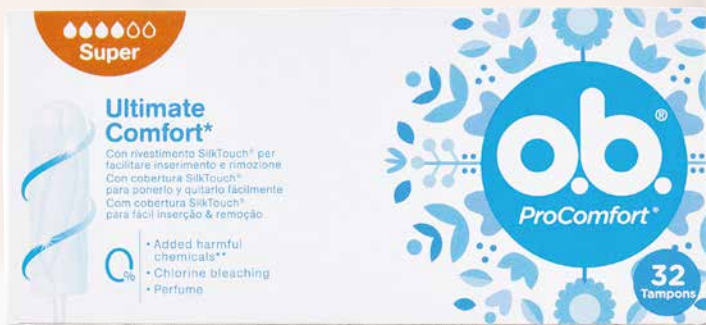 Super
Ultimate
Comfort*
Con rivestimento SilkTouch® per
facilitare inserimento e rimozione
Con cobertura SilkTouch®
para ponerlo y quitarlo fácilmente
Com cobertura SilkTouch®
para fácil inserção & remoção
0%
• Added harmful
chemicals**
• Chlorine bleaching
• Perfume
o.b.®
ProComfort®
32
Tampons